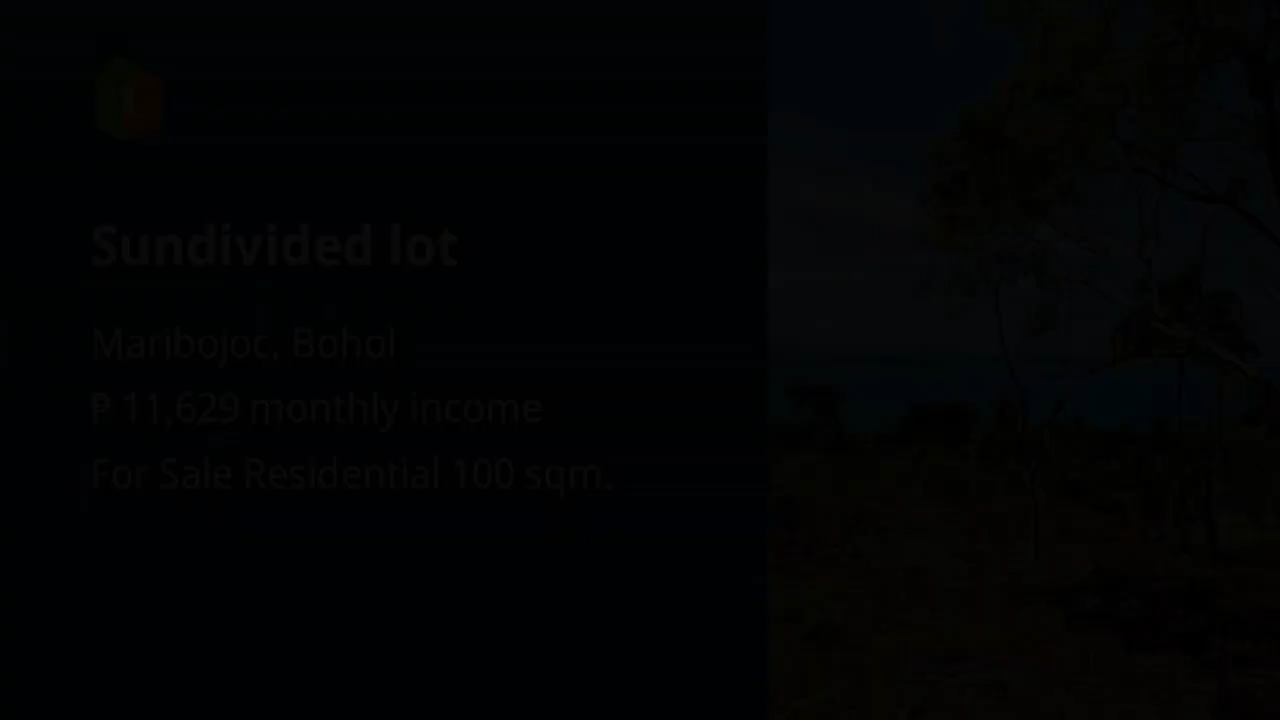 Sundivided lot
Maribojoc, Bohol
₱ 11,629 monthly income
For Sale Residential 100 sqm.